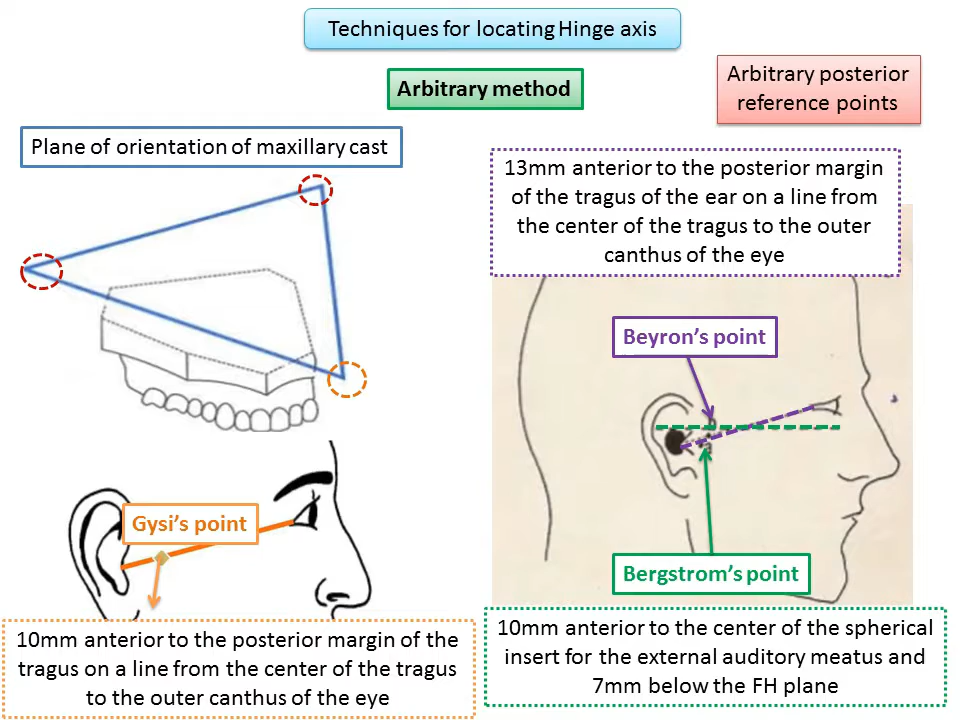 Techniques for locating Hinge axis
Arbitrary method
Arbitrary posterior
reference points
Plane of orientation of maxillary cast
13mm anterior to the posterior margin
of the tragus of the ear on a line from
the center of the tragus to the outer
canthus of the eye
Beyron's point
Gysi's point
Bergstrom's point
10mm anterior to the posterior margin of the
tragus on a line from the center of the tragus
to the outer canthus of the eye
10mm anterior to the center of the spherical
insert for the external auditory meatus and
7mm below the FH plane